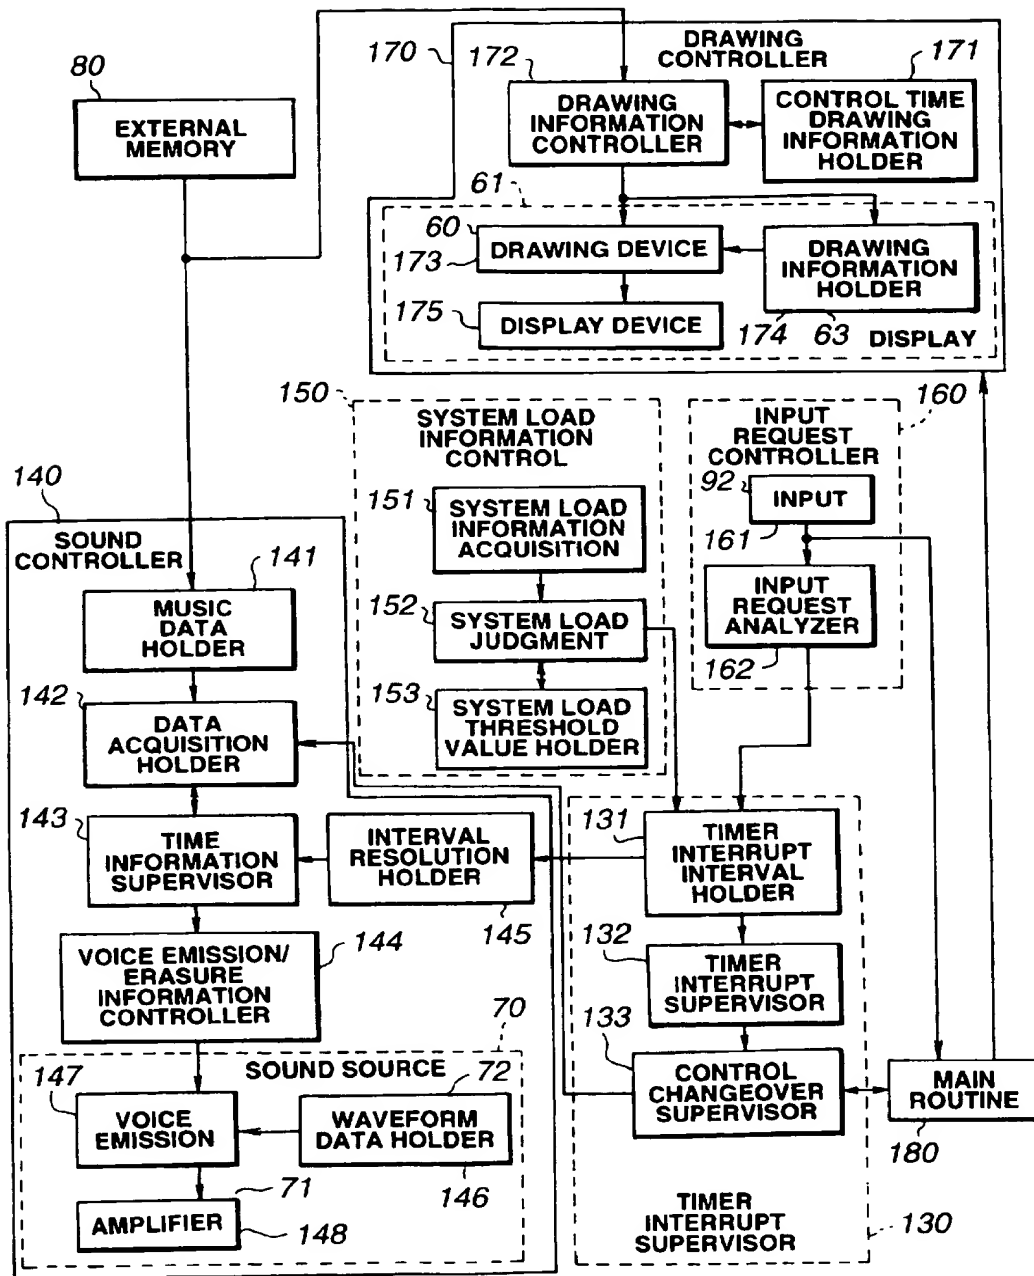 80
EXTERNAL
MEMORY
170
DRAWING
CONTROLLER
172
DRAWING
INFORMATION
CONTROLLER
171
CONTROL TIME
DRAWING
INFORMATION
HOLDER
61
60
173
DRAWING DEVICE
DRAWING
INFORMATION
HOLDER
174
63
175
DISPLAY DEVICE
DISPLAY
150
SYSTEM LOAD
INFORMATION
CONTROL
151
SYSTEM LOAD
INFORMATION
ACQUISITION
152
SYSTEM LOAD
JUDGMENT
153
SYSTEM LOAD
THRESHOLD
VALUE HOLDER
160
INPUT
REQUEST
CONTROLLER
92
INPUT
161
INPUT
REQUEST
ANALYZER
162
140
SOUND
CONTROLLER
141
MUSIC
DATA
HOLDER
142
DATA
ACQUISITION
HOLDER
143
TIME
INFORMATION
SUPERVISOR
INTERVAL
RESOLUTION
HOLDER
145
144
VOICE EMISSION/
ERASURE
INFORMATION
CONTROLLER
70
SOUND SOURCE
147
VOICE
EMISSION
72
WAVEFORM
DATA HOLDER
146
71
AMPLIFIER
148
131
TIMER
INTERRUPT
INTERVAL
HOLDER
132
TIMER
INTERRUPT
SUPERVISOR
133
CONTROL
CHANGEOVER
SUPERVISOR
TIMER
INTERRUPT
SUPERVISOR
130
MAIN
ROUTINE
180